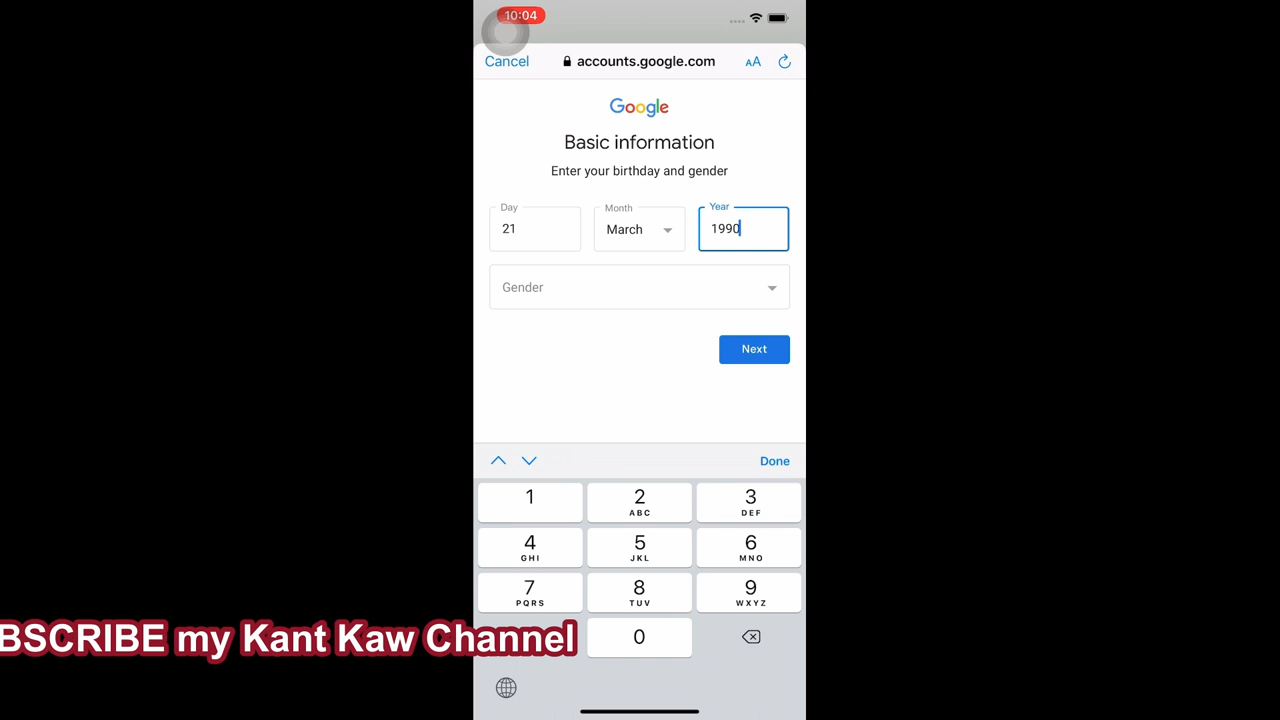 10:04
Cancel
accounts.google.com
AA
Google
Basic information
Enter your birthday and gender
Day
Month
Year
21
March
1990
Gender
Next
Done
1
2
3
ABC
DEF
4
5
6
GHI
JKL
MNO
7
8
9
PQRS
TUV
WXYZ
BSCRIBE my Kant Kaw Channel
0